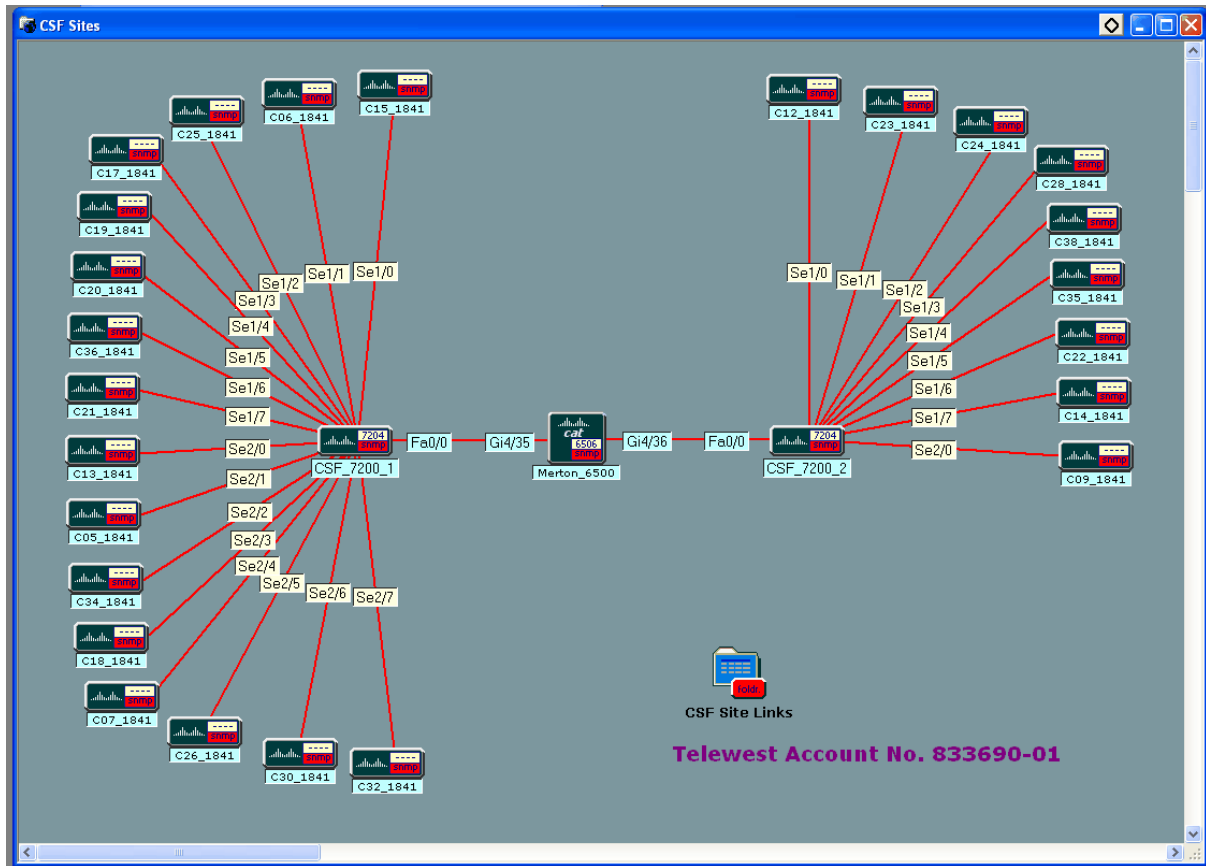 CSF Sites
C15_1841
C06_1841
C25_1841
C17_1841
C19_1841
C20_1841
C36_1841
C21_1841
C13_1841
C05_1841
C34_1841
C18_1841
C07_1841
C26_1841
C30_1841
C32_1841
Se1/0
Se1/1
Se1/2
Se1/3
Se1/4
Se1/5
Se1/6
Se1/7
Se2/0
Se2/1
Se2/2
Se2/3
Se2/4
Se2/5
Se2/6
Se2/7
7204
snmp
CSF_7200_1
Fa0/0
Gi4/35
cat
6506
snmp
Merton_6500
Gi4/36
Fa0/0
7204
snmp
CSF_7200_2
C12_1841
C23_1841
C24_1841
C28_1841
C38_1841
C35_1841
C22_1841
C14_1841
C09_1841
Se1/0
Se1/1
Se1/2
Se1/3
Se1/4
Se1/5
Se1/6
Se1/7
Se2/0
foldr
CSF Site Links
Telewest Account No. 833690-01